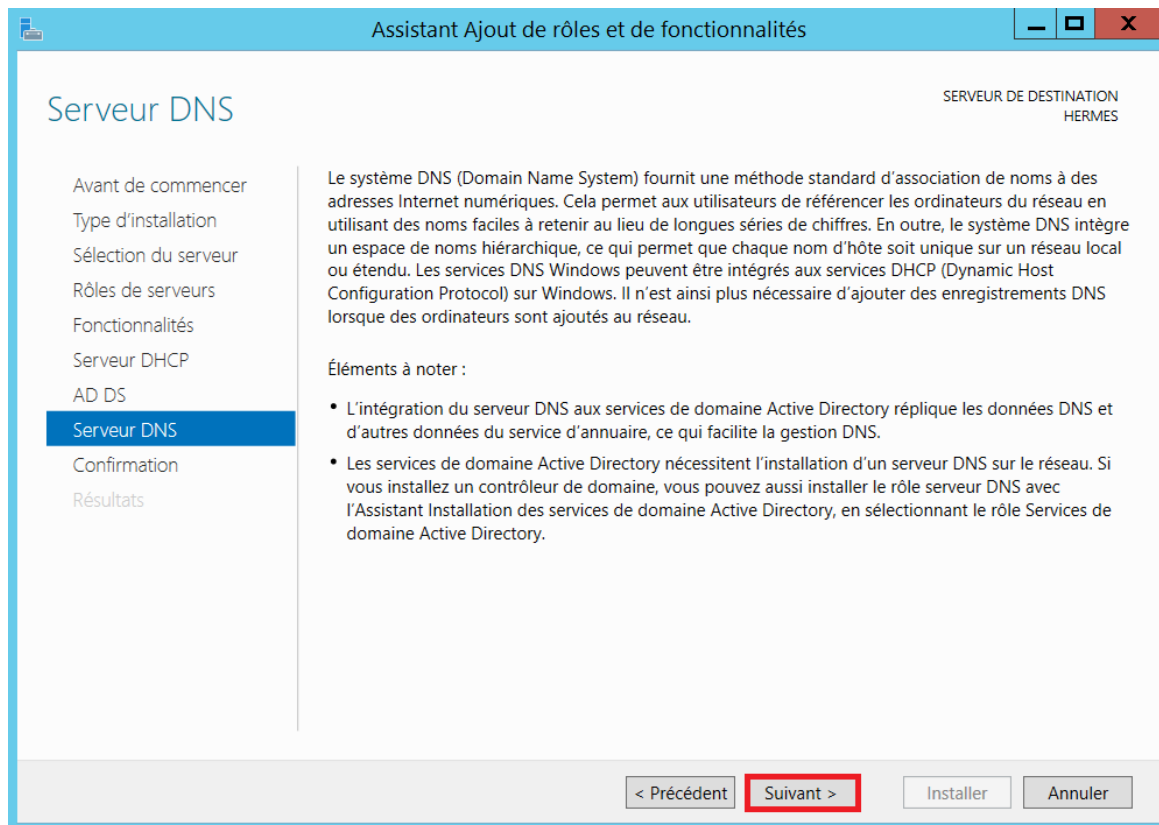 Assistant Ajout de rôles et de fonctionnalités
Serveur DNS
SERVEUR DE DESTINATION
HERMES
Avant de commencer
Type d'installation
Sélection du serveur
Rôles de serveurs
Fonctionnalités
Serveur DHCP
AD DS
Serveur DNS
Confirmation
Résultats
Le système DNS (Domain Name System) fournit une méthode standard d'association de noms à des
adresses Internet numériques. Cela permet aux utilisateurs de référencer les ordinateurs du réseau en
utilisant des noms faciles à retenir au lieu de longues séries de chiffres. En outre, le système DNS intègre
un espace de noms hiérarchique, ce qui permet que chaque nom d'hôte soit unique sur un réseau local
ou étendu. Les services DNS Windows peuvent être intégrés aux services DHCP (Dynamic Host
Configuration Protocol) sur Windows. Il n'est ainsi plus nécessaire d'ajouter des enregistrements DNS
lorsque des ordinateurs sont ajoutés au réseau.
Éléments à noter :
• L'intégration du serveur DNS aux services de domaine Active Directory réplique les données DNS et
d'autres données du service d'annuaire, ce qui facilite la gestion DNS.
• Les services de domaine Active Directory nécessitent l'installation d'un serveur DNS sur le réseau. Si
vous installez un contrôleur de domaine, vous pouvez aussi installer le rôle serveur DNS avec
l'Assistant Installation des services de domaine Active Directory, en sélectionnant le rôle Services de
domaine Active Directory.
< Précédent
Suivant >
Installer
Annuler